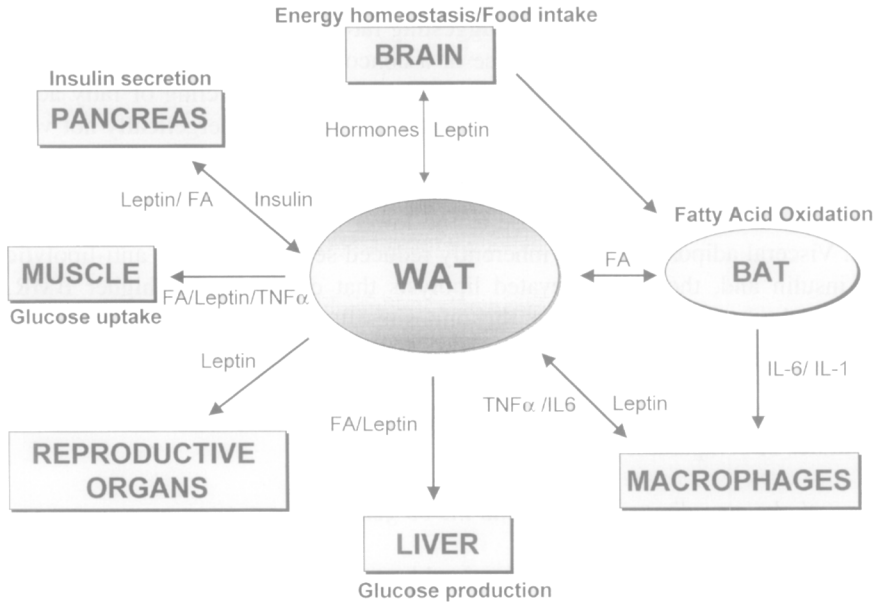 Energy homeostasis/Food intake
BRAIN
Insulin secretion
PANCREAS
Hormones
Leptin
Leptin/ FA
Insulin
Fatty Acid Oxidation
MUSCLE
WAT
FA
BAT
FA/Leptin/TNFα
Glucose uptake
Leptin
IL-6/ IL-1
TNFα /IL6
Leptin
FA/Leptin
REPRODUCTIVE
ORGANS
MACROPHAGES
LIVER
Glucose production